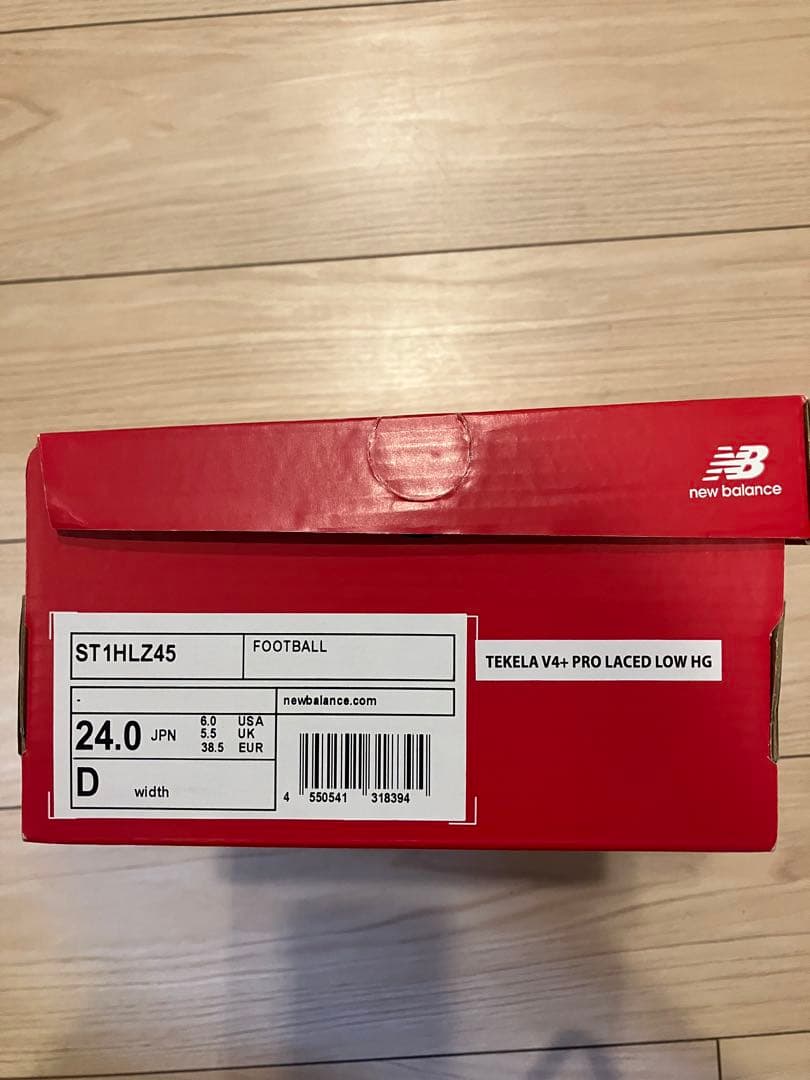 NB
new balance
ST1HLZ45
FOOTBALL
TEKELA V4+ PRO LACED LOW HG
-
newbalance.com
24.0 JPN
6.0 USA
5.5 UK
38.5 EUR
D width
4 550541 318394